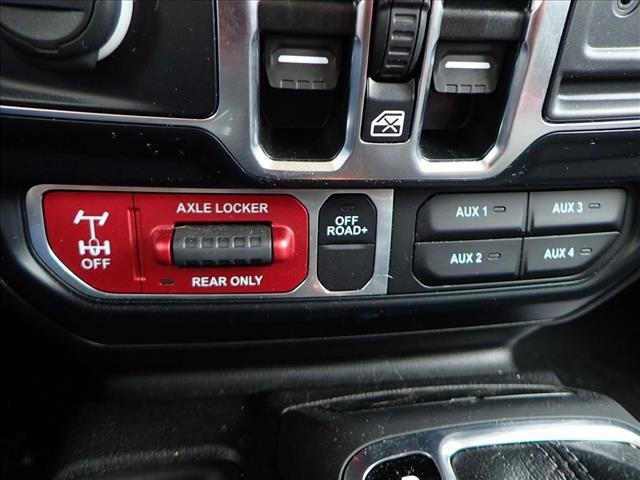 AXLE LOCKER
OFF
REAR ONLY
OFF
ROAD+
AUX 1
AUX 3
AUX 2
AUX 4